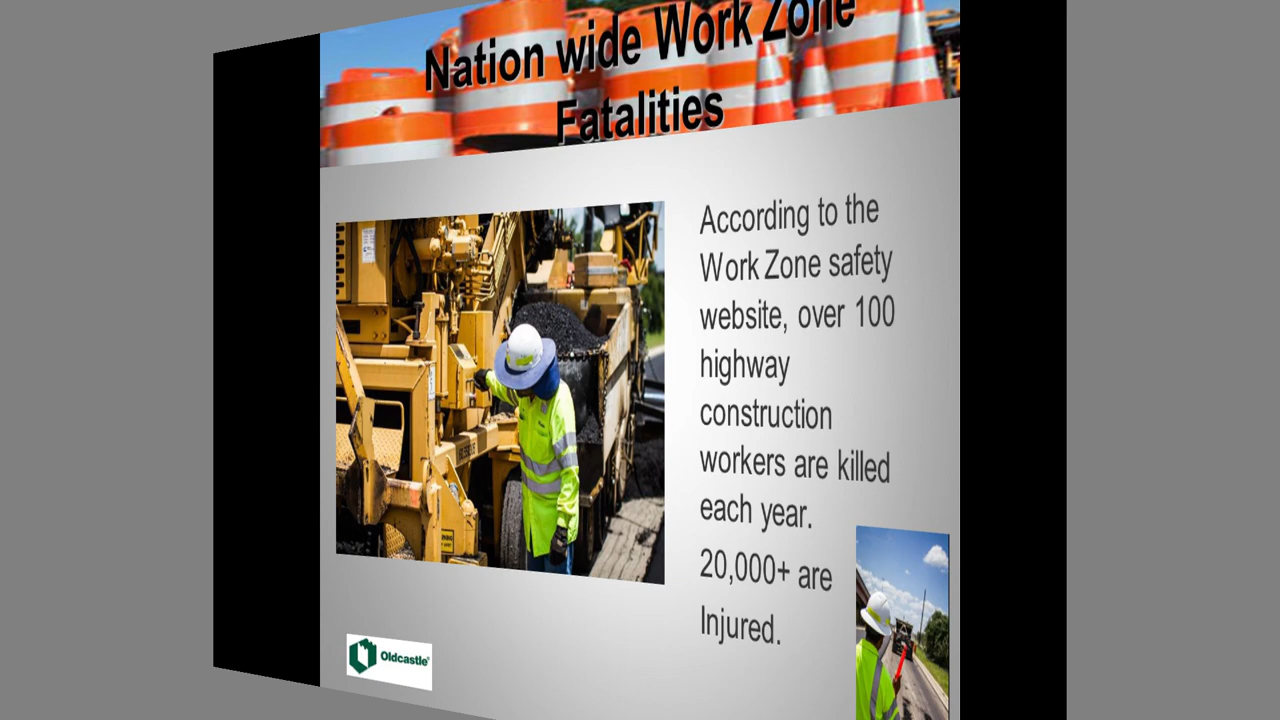 Nation wide Work Zone
Fatalities
According to the
Work Zone safety
website, over 100
highway
construction
workers are killed
each year.
20,000+ are
Injured.
Oldcastle